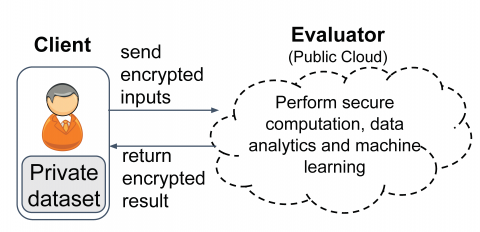 Client
Private
dataset
send
encrypted
inputs
return
encrypted
result
Evaluator
(Public Cloud)
Perform secure
computation, data
analytics and machine
learning